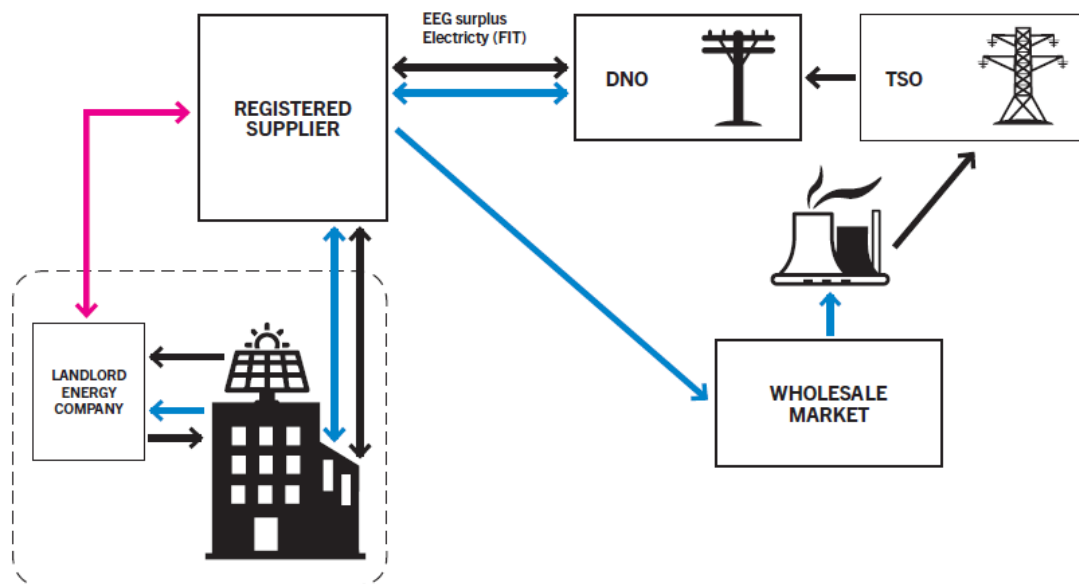 EEG surplus
Electricty (FIT)
REGISTERED
SUPPLIER
DNO
TSO
LANDLORD
ENERGY
COMPANY
WHOLESALE
MARKET